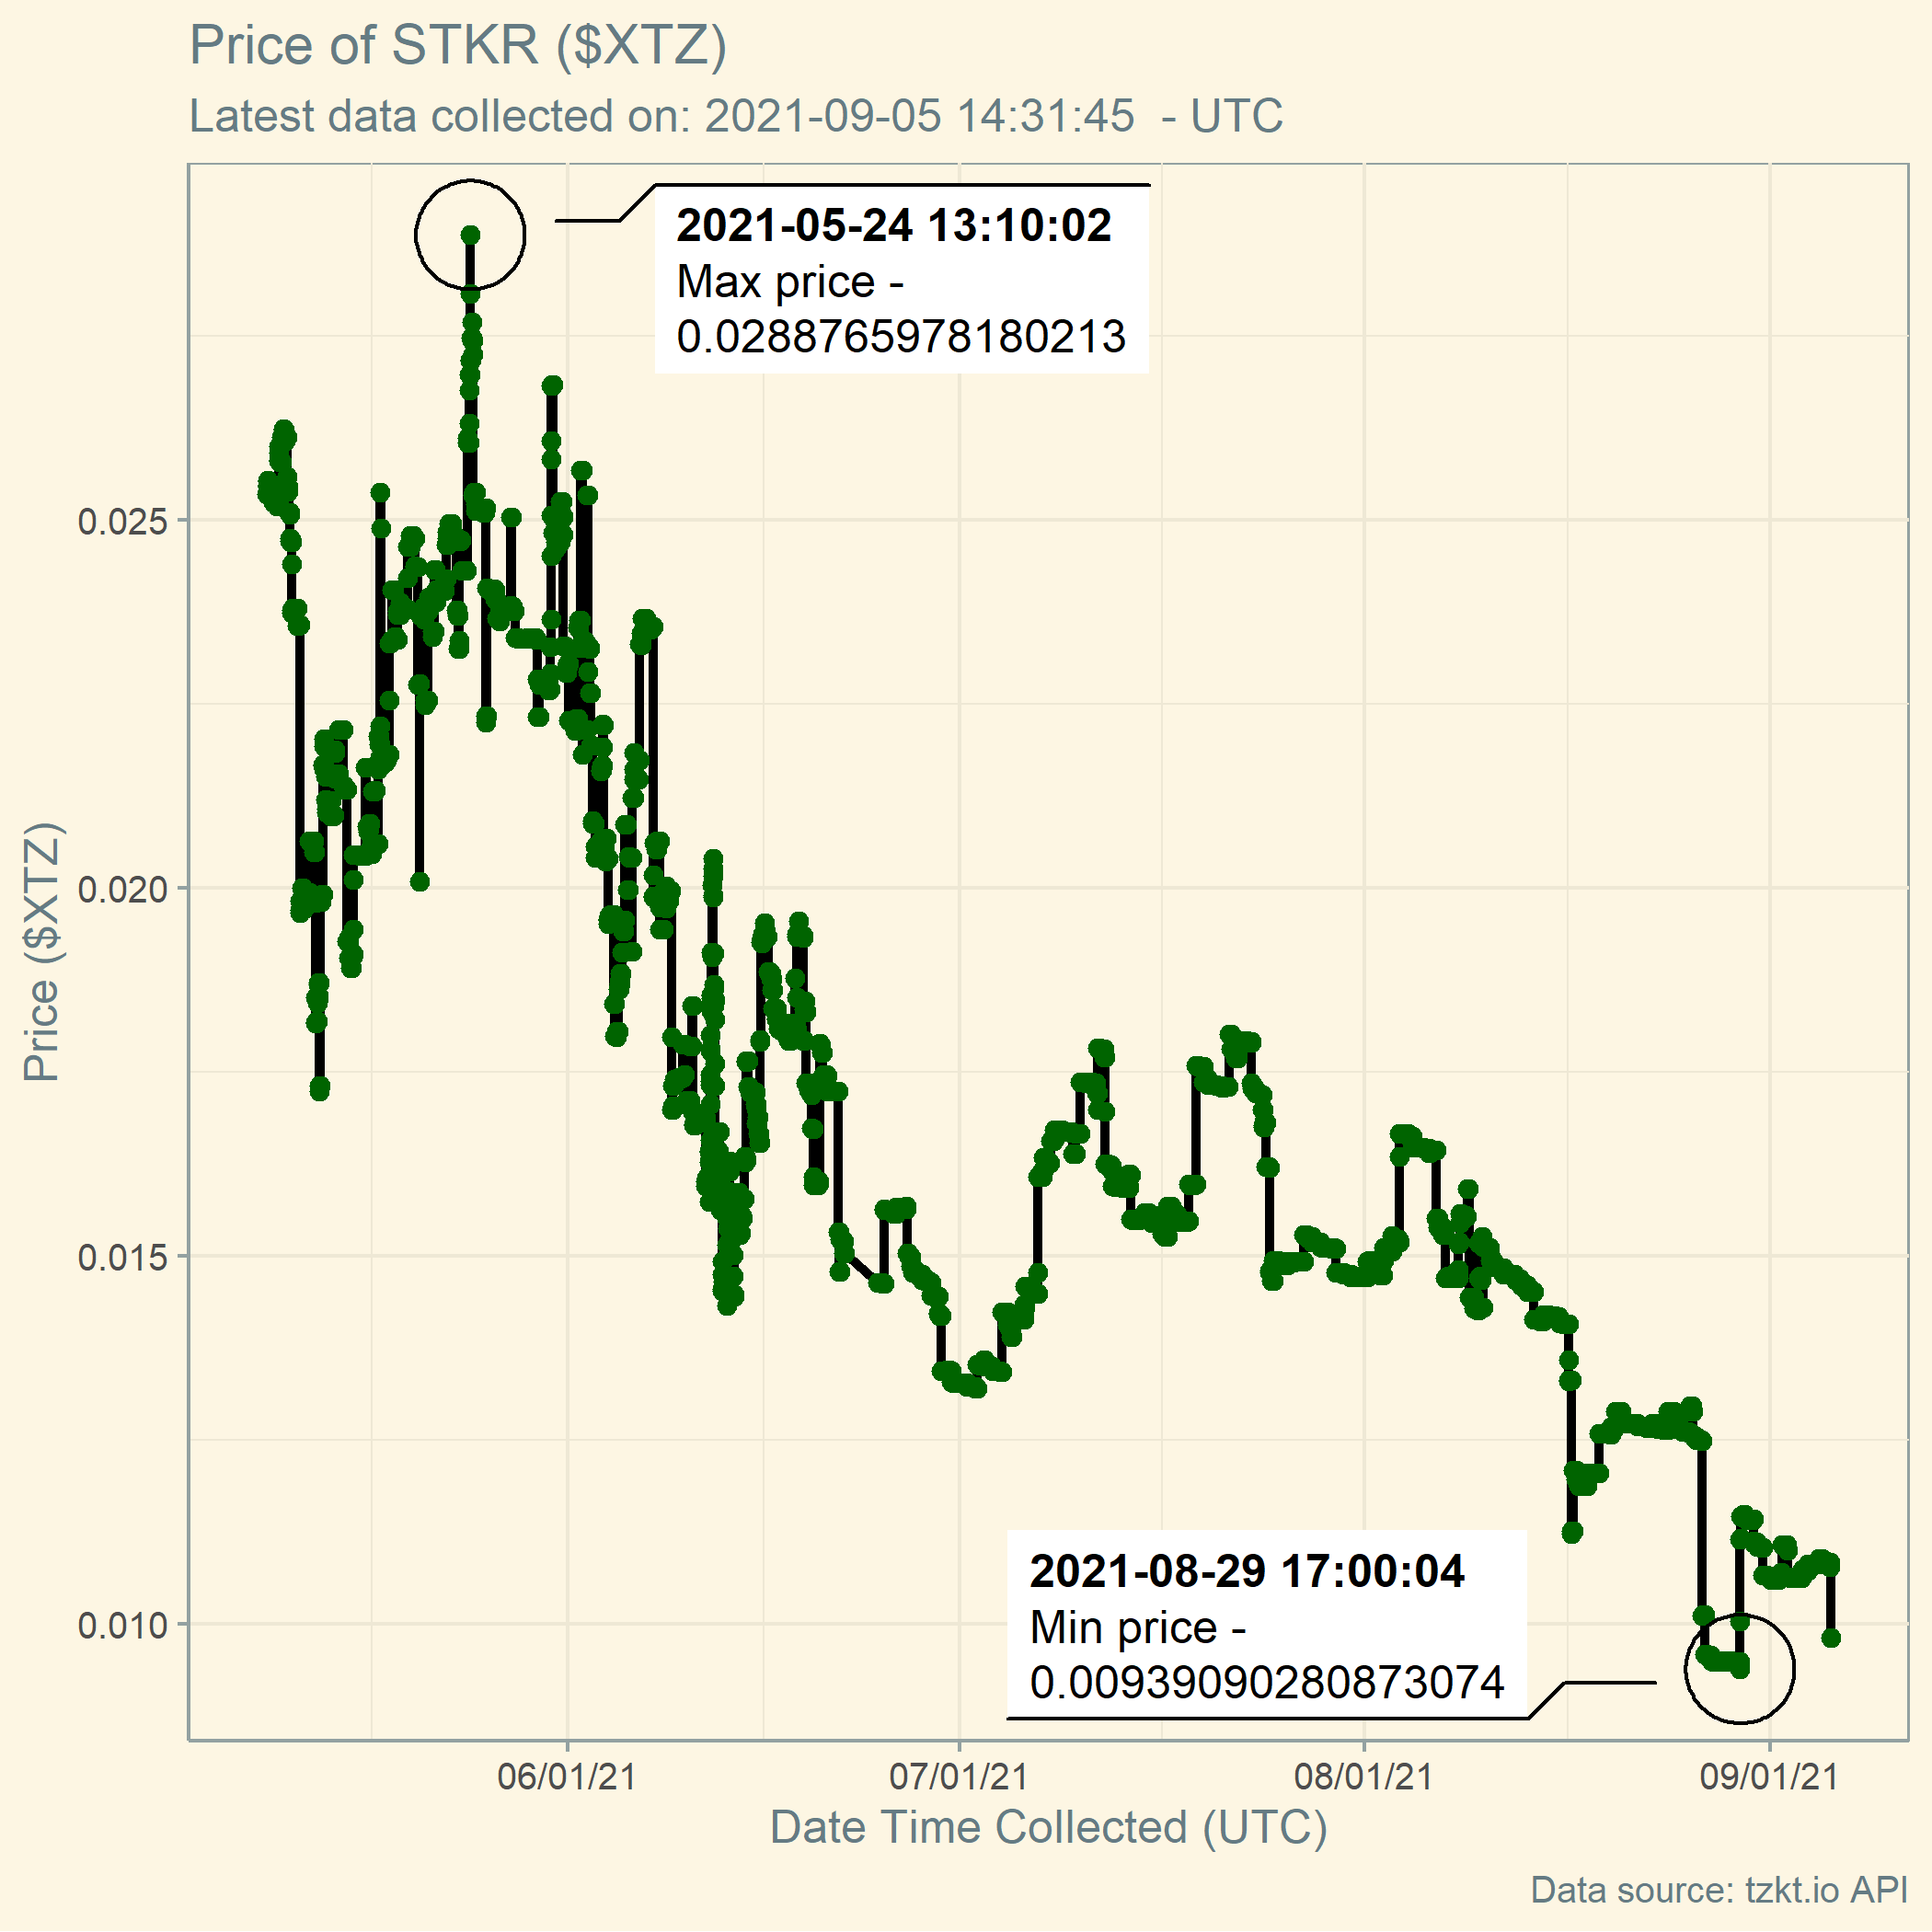 Price of STKR ($XTZ)
Latest data collected on: 2021-09-05 14:31:45  - UTC
2021-05-24 13:10:02
Max price -
0.0288765978180213
0.025
0.020
0.015
0.010
Price ($XTZ)
2021-08-29 17:00:04
Min price -
0.00939090280873074
06/01/21
07/01/21
08/01/21
09/01/21
Date Time Collected (UTC)
Data source: tzkt.io API